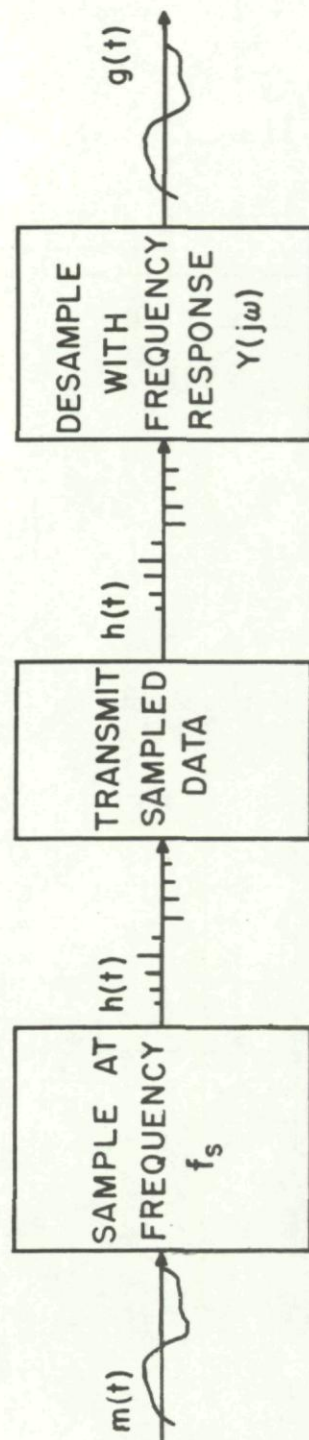 m(t)
SAMPLE AT
FREQUENCY
fs
h(t)
TRANSMIT
SAMPLED
DATA
h(t)
DESAMPLE
WITH
FREQUENCY
RESPONSE
Y(jω)
g(t)